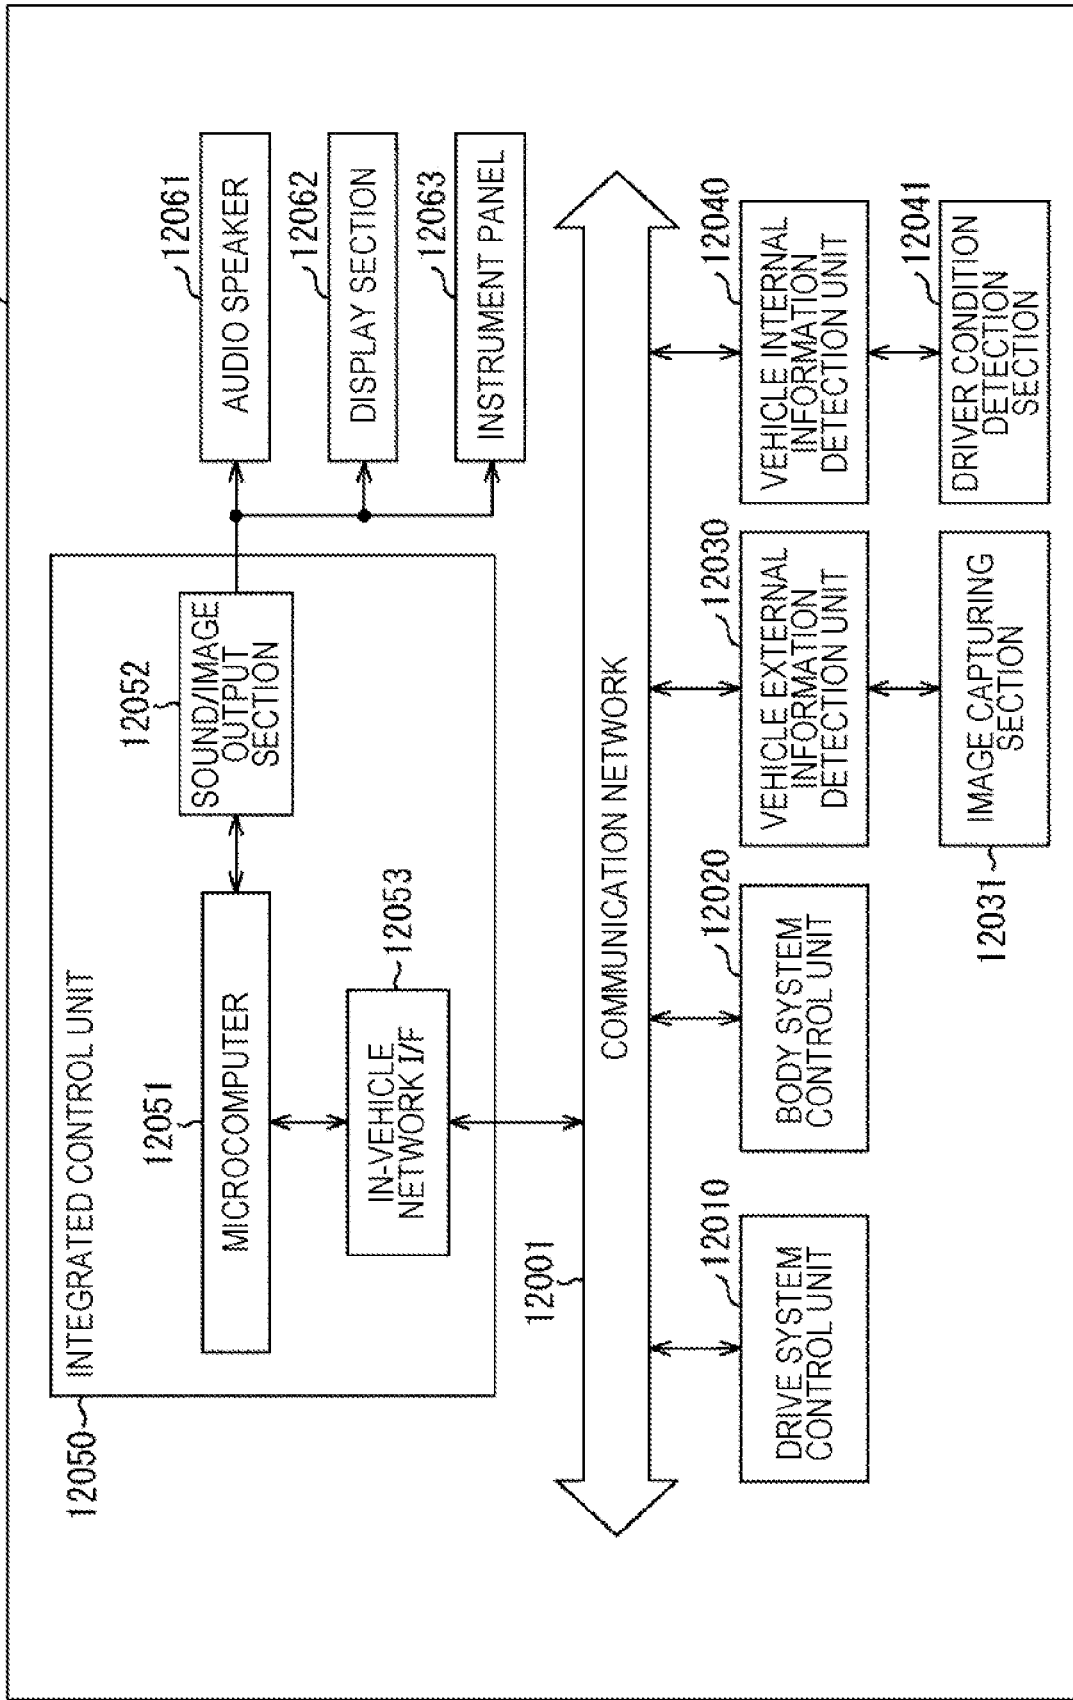 12050
INTEGRATED CONTROL UNIT
12051
MICROCOMPUTER
12052
SOUND/IMAGE
OUTPUT
SECTION
12053
IN-VEHICLE
NETWORK I/F
12061
AUDIO SPEAKER
12062
DISPLAY SECTION
12063
INSTRUMENT PANEL
12001
COMMUNICATION NETWORK
12010
DRIVE SYSTEM
CONTROL UNIT
12020
BODY SYSTEM
CONTROL UNIT
12030
VEHICLE EXTERNAL
INFORMATION
DETECTION UNIT
12040
VEHICLE INTERNAL
INFORMATION
DETECTION UNIT
12031
IMAGE CAPTURING
SECTION
12041
DRIVER CONDITION
DETECTION
SECTION